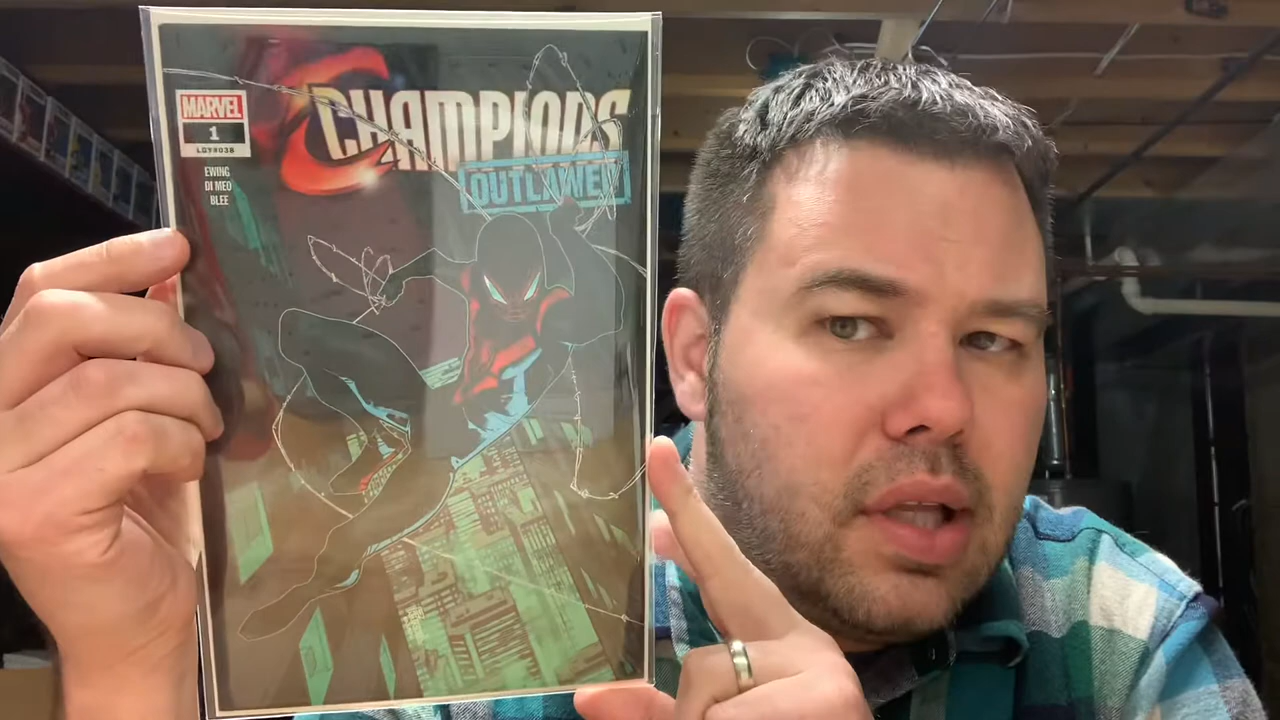 MARVEL
1
LGY#038
EWING
DI MEO
BLEE
CHAMPIONS
OUTLAWED